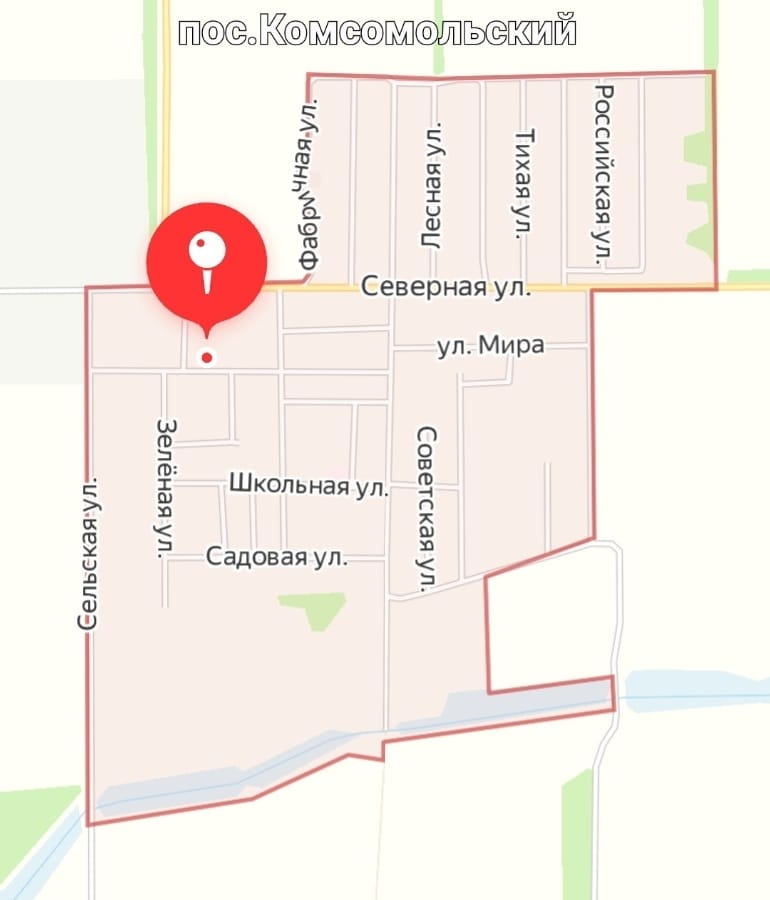 пос.Комсомольский
Фабричная ул.
Лесная ул.
Тихая ул.
Российская ул.
Северная ул.
ул. Мира
Зелёная ул.
Советская ул.
Школьная ул.
Сельская ул.
Садовая ул.